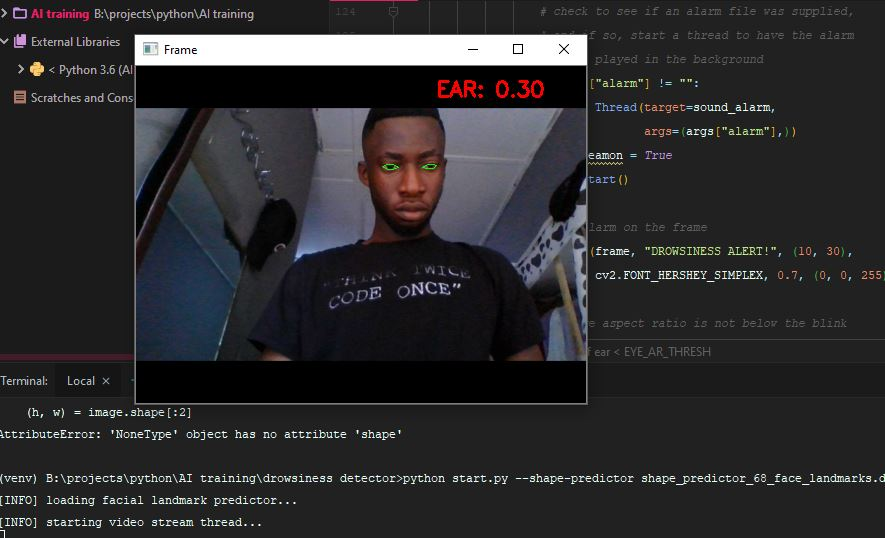 AI training B:\projects\python\AI training
External Libraries
< Python 3.6 (AI
Scratches and Cons
124
# check to see if an alarm file was supplied,
if so, start a thread to have the alarm
played in the background
["alarm"] != "":
Thread(target=sound_alarm,
args=(args["alarm"],))
eamon = True
tart()
larm on the frame
(frame, "DROWSINESS ALERT!", (10, 30),
cv2.FONT_HERSHEY_SIMPLEX, 0.7, (0, 0, 255)
e aspect ratio is not below the blink
f ear < EYE_AR_THRESH
Frame
EAR: 0.30
"THINK TWICE
CODE ONCE"
Terminal: Local ×
(h, w) = image.shape[:2]
AttributeError: 'NoneType' object has no attribute 'shape'
(venv) B:\projects\python\AI training\drowsiness detector>python start.py --shape-predictor shape_predictor_68_face_landmarks.d
[INFO] loading facial landmark predictor...
[INFO] starting video stream thread...